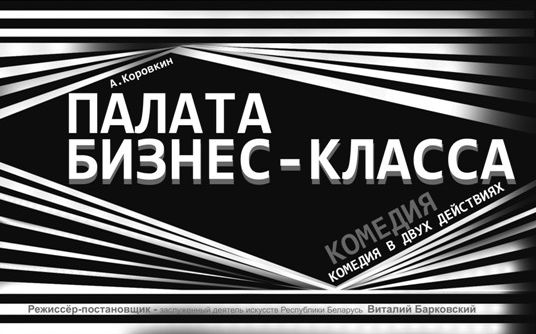 А.Коровкин
ПАЛАТА
БИЗНЕС-КЛАССА
КОМЕДИЯ
КОМЕДИЯ В ДВУХ ДЕЙСТВИЯХ
Режиссёр-постановщик - заслуженный деятель искусств Республики Беларусь Виталий Барковский